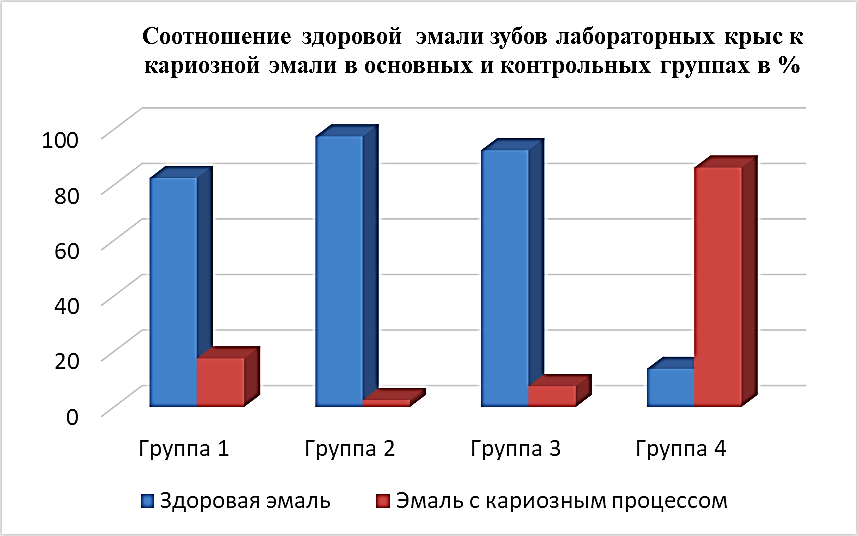 Соотношение здоровой эмали зубов лабораторных крыс к
кариозной эмали в основных и контрольных группах в %
100
80
60
40
20
0
Группа 1 Группа 2 Группа 3 Группа 4
Здоровая эмаль Эмаль с кариозным процессом